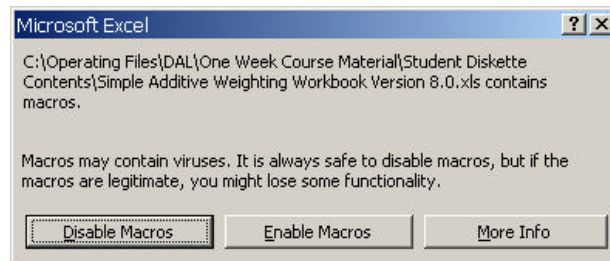 Microsoft Excel
C:\Operating Files\DAL\One Week Course Material\Student Diskette
Contents\Simple Additive Weighting Workbook Version 8.0.xls contains
macros.
Macros may contain viruses. It is always safe to disable macros, but if the
macros are legitimate, you might lose some functionality.
Disable Macros Enable Macros More Info